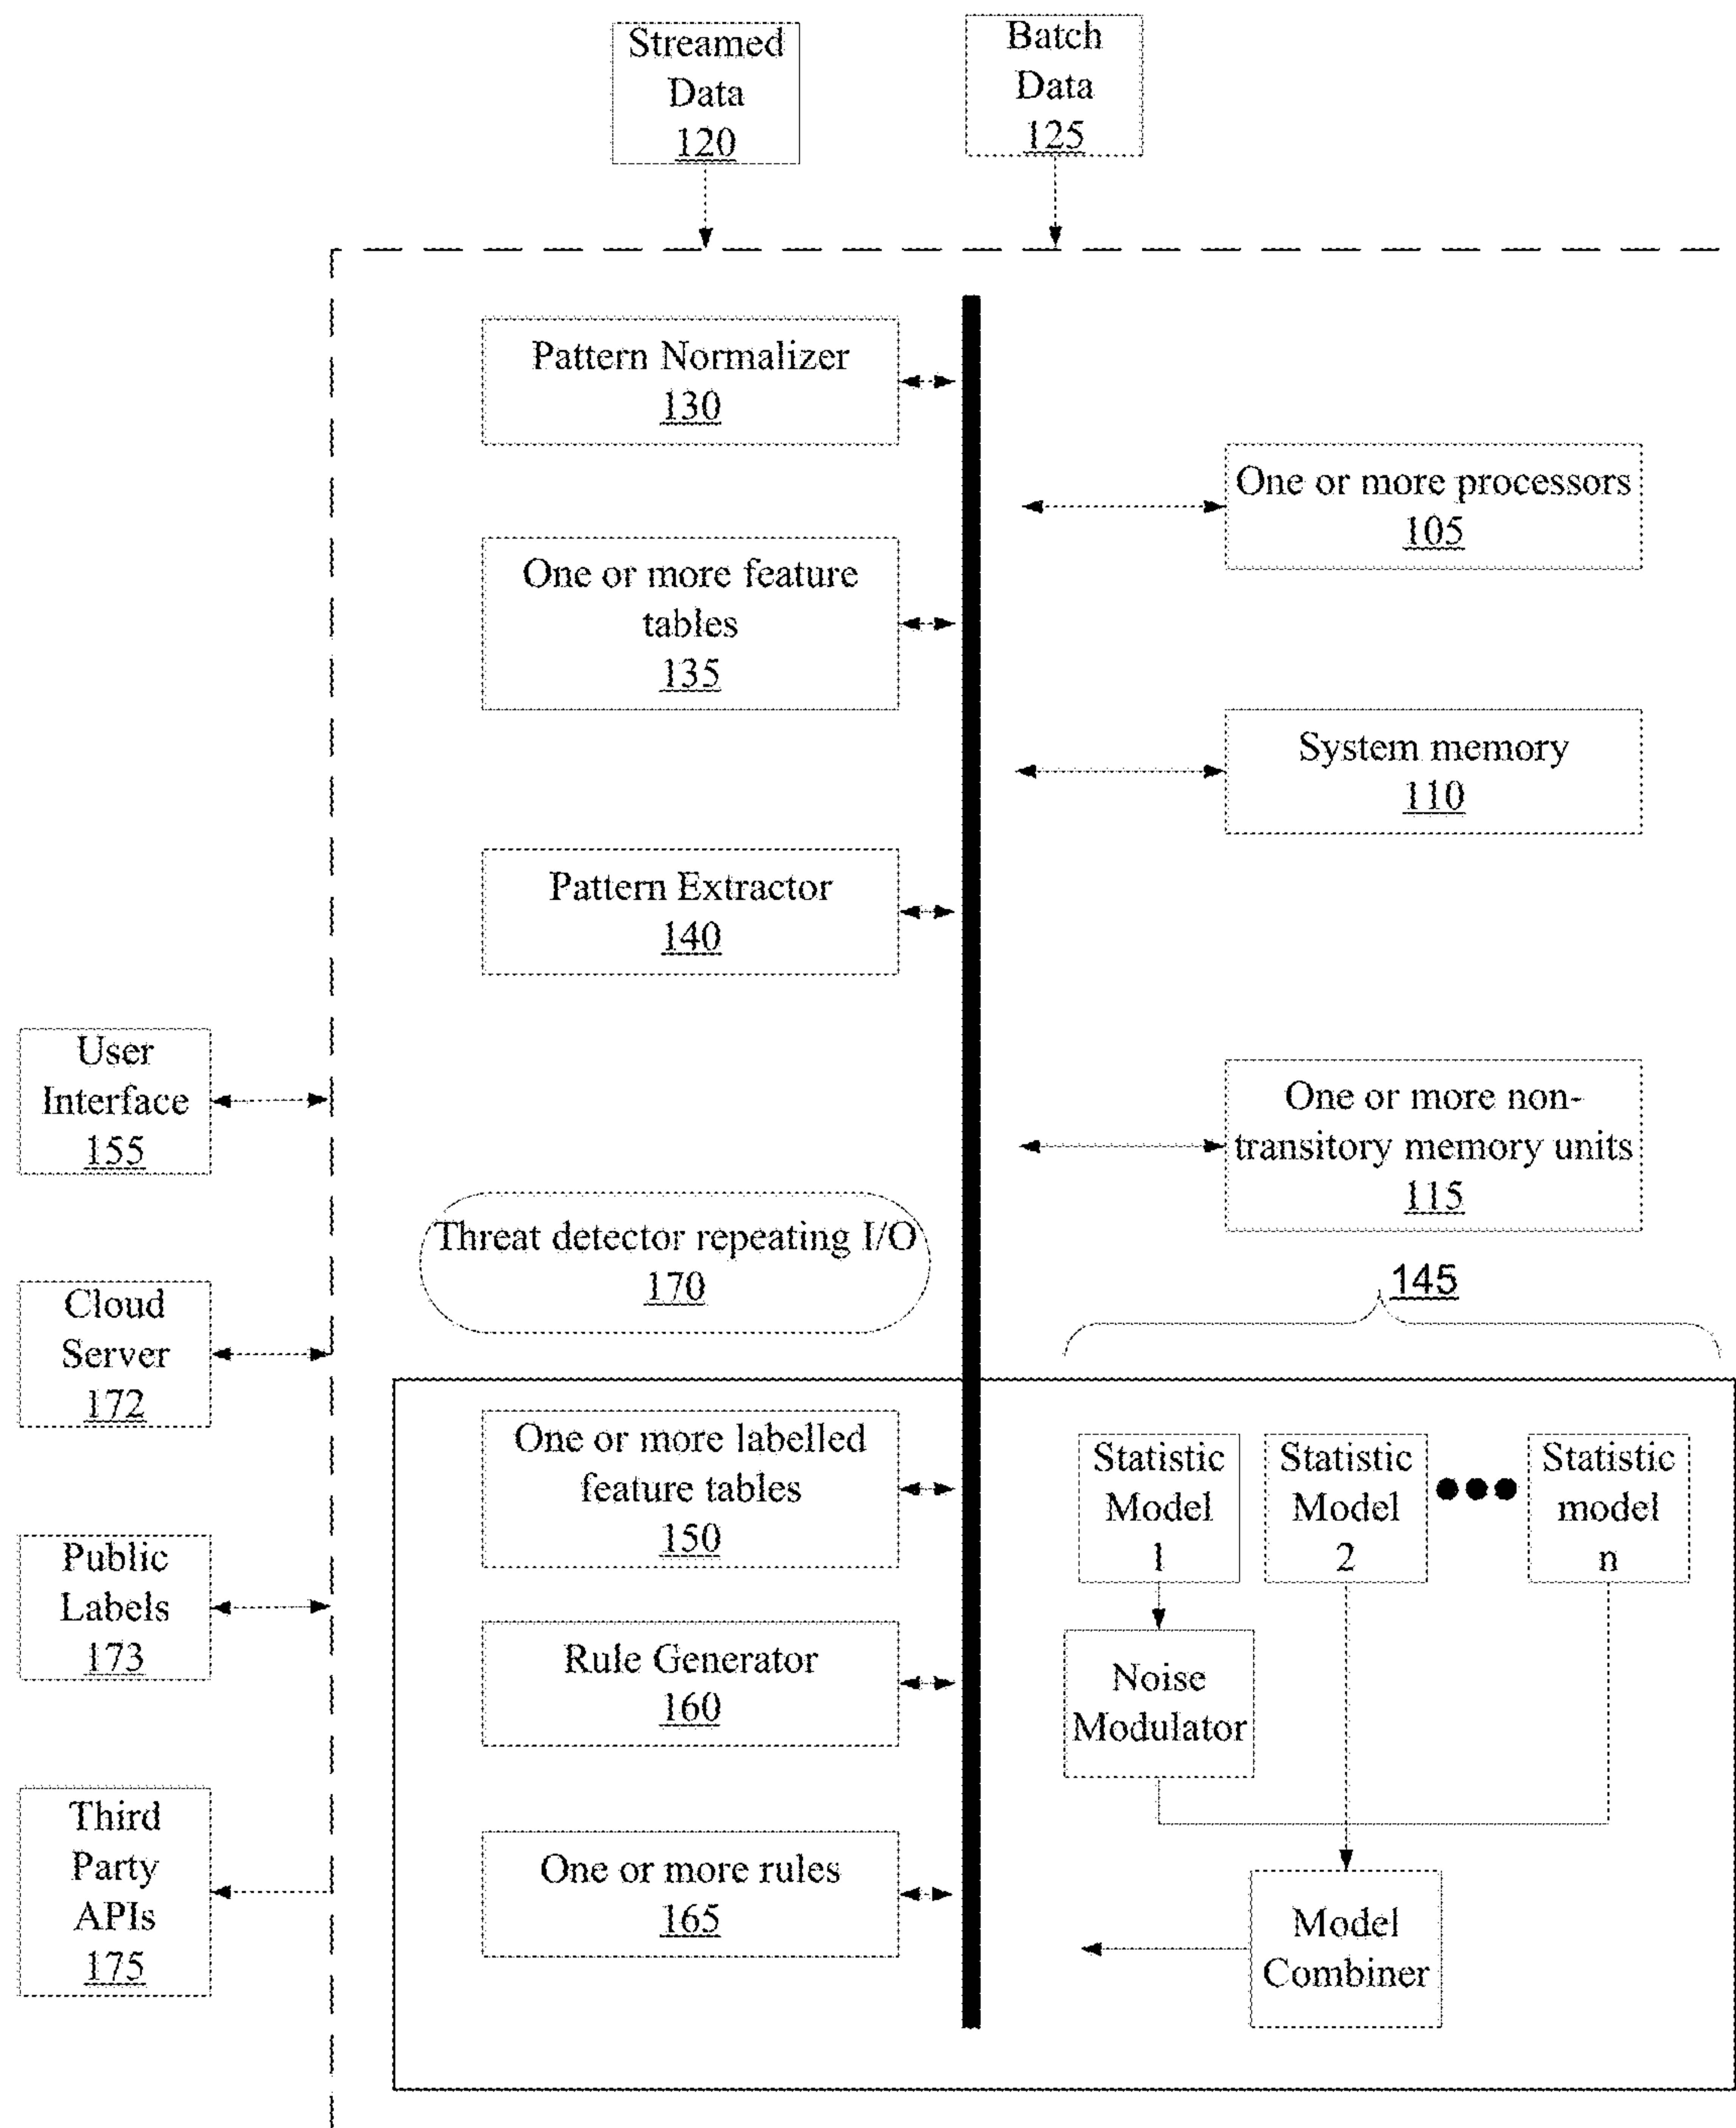 Streamed
Data
120
Batch
Data
125
Pattern Normalizer
130
One or more processors
105
One or more feature
tables
135
System memory
110
Pattern Extractor
140
User
Interface
155
One or more non-
transitory memory units
115
Threat detector repeating I/O
170
145
Cloud
Server
172
One or more labelled
feature tables
150
Statistic
Model
1
Statistic
Model
2
Statistic
model
n
Public
Labels
173
Rule Generator
160
Noise
Modulator
Third
Party
APIs
175
One or more rules
165
Model
Combiner